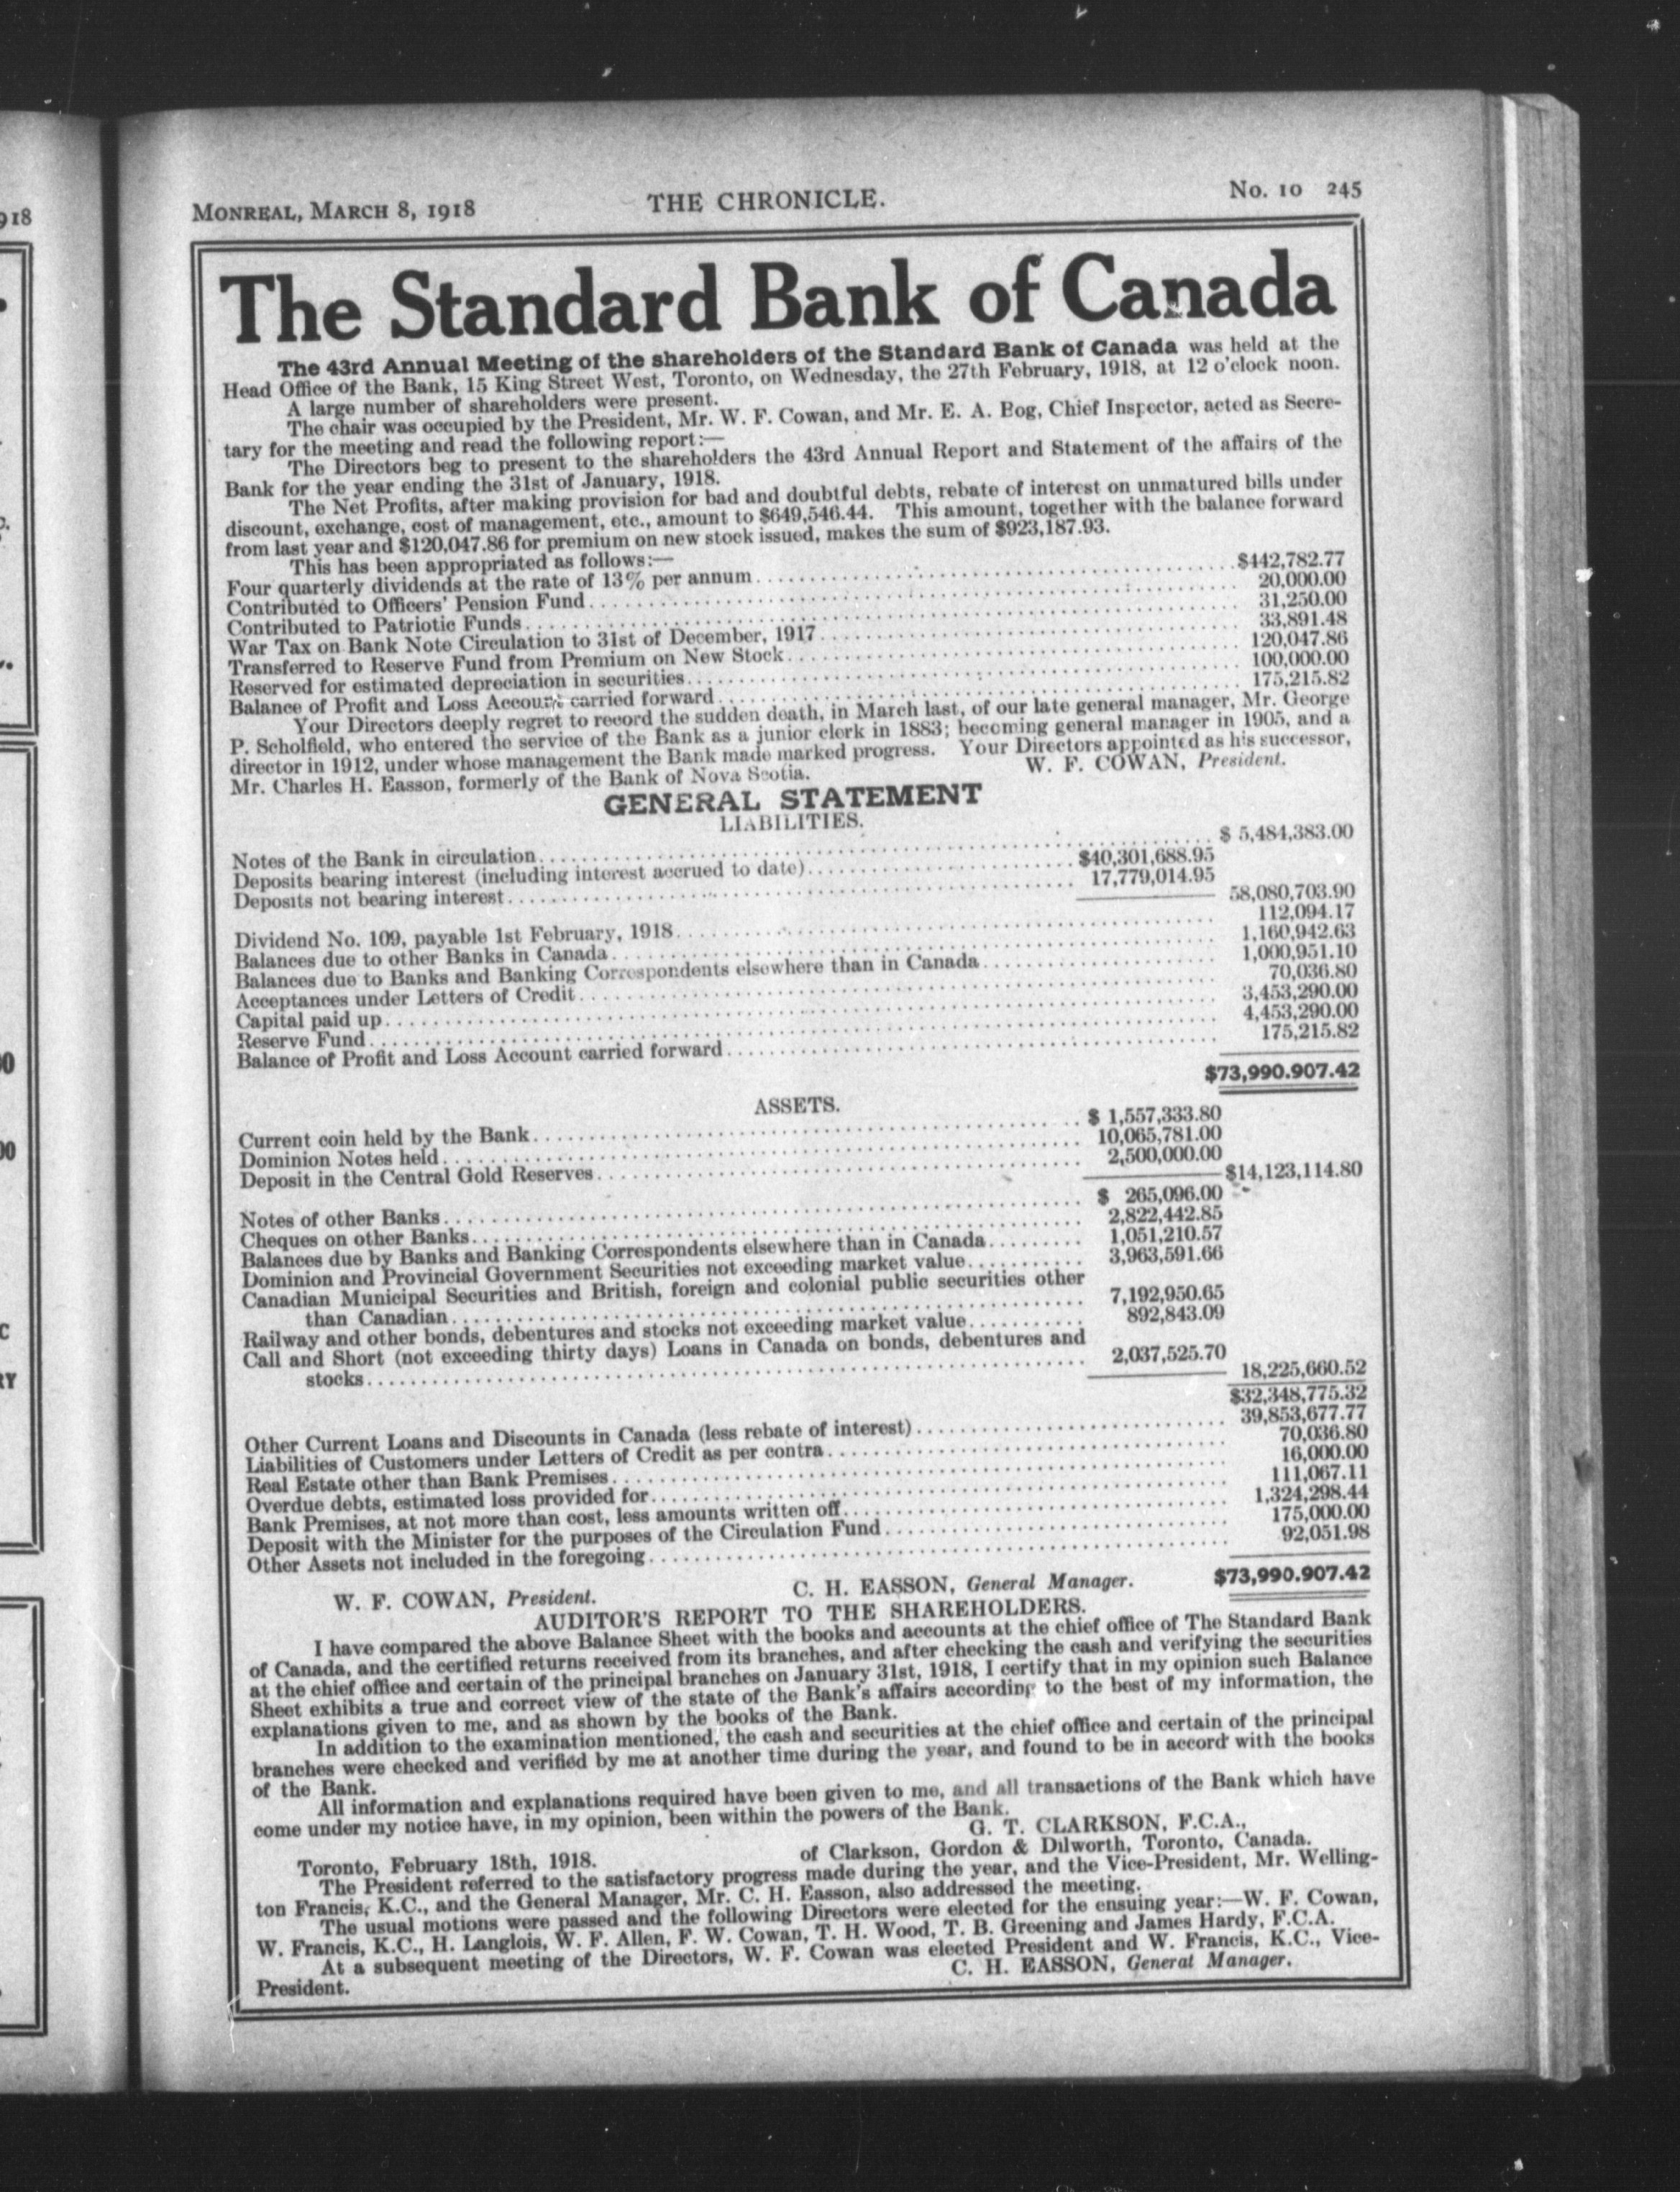 918
MONREAL, MARCH 8, 1918
THE CHRONICLE.
No. 10 245
The Standard Bank of Canada
The 43rd Annual Meeting of the shareholders of the Standard Bank of Canada was held at the
Head Office of the Bank, 15 King Street West, Toronto, on Wednesday, the 27th February, 1918, at 12 o'clock noon.
A large number of shareholders were present.
The chair was occupied by the President, Mr. W. F. Cowan, and Mr. E. A. Bog, Chief Inspector, acted as Secre-
tary for the meeting and read the following report:—
The Directors beg to present to the shareholders the 43rd Annual Report and Statement of the affairs of the
Bank for the year ending the 31st of January, 1918.
The Net Profits, after making provision for bad and doubtful debts, rebate of interest on unmatured bills under
discount, exchange, cost of management, etc., amount to $649,546.44. This amount, together with the balance forward
from last year and $120,047.86 for premium on new stock issued, makes the sum of $923,187.93.
This has been appropriated as follows:—
Four quarterly dividends at the rate of 13% per annum $442,782.77
Contributed to Officers' Pension Fund 20,000.00
Contributed to Patriotic Funds 31,250.00
War Tax on Bank Note Circulation to 31st of December, 1917 33,891.48
Transferred to Reserve Fund from Premium on New Stock 120,047.86
Reserved for estimated depreciation in securities 100,000.00
Balance of Profit and Loss Account carried forward 175,215.82
Your Directors deeply regret to record the sudden death, in March last, of our late general manager, Mr. George
P. Scholfield, who entered the service of the Bank as a junior clerk in 1883; becoming general manager in 1905, and a
director in 1912, under whose management the Bank made marked progress. Your Directors appointed as his successor,
Mr. Charles H. Easson, formerly of the Bank of Nova Scotia.
W. F. COWAN, President.
GENERAL STATEMENT
LIABILITIES.
Notes of the Bank in circulation $ 5,484,383.00
Deposits bearing interest (including interest accrued to date) $40,301,688.95
Deposits not bearing interest 17,779,014.95
58,080,703.90
Dividend No. 109, payable 1st February, 1918 112,094.17
Balances due to other Banks in Canada 1,160,942.63
Balances due to Banks and Banking Correspondents elsewhere than in Canada 1,000,951.10
Acceptances under Letters of Credit 70,036.80
Capital paid up 3,453,290.00
Reserve Fund 4,453,290.00
Balance of Profit and Loss Account carried forward 175,215.82
$73,990.907.42
ASSETS.
Current coin held by the Bank $ 1,557,333.80
Dominion Notes held 10,065,781.00
Deposit in the Central Gold Reserves 2,500,000.00
$14,123,114.80
Notes of other Banks $ 265,096.00
Cheques on other Banks 2,822,442.85
Balances due by Banks and Banking Correspondents elsewhere than in Canada 1,051,210.57
Dominion and Provincial Government Securities not exceeding market value 3,963,591.66
Canadian Municipal Securities and British, foreign and colonial public securities other
than Canadian 7,192,950.65
Railway and other bonds, debentures and stocks not exceeding market value 892,843.09
Call and Short (not exceeding thirty days) Loans in Canada on bonds, debentures and
stocks 2,037,525.70
18,225,660.52
$32,348,775.32
Other Current Loans and Discounts in Canada (less rebate of interest) 39,853,677.77
Liabilities of Customers under Letters of Credit as per contra 70,036.80
Real Estate other than Bank Premises 16,000.00
Overdue debts, estimated loss provided for 111,067.11
Bank Premises, at not more than cost, less amounts written off 1,324,298.44
Deposit with the Minister for the purposes of the Circulation Fund 175,000.00
Other Assets not included in the foregoing 92,051.98
$73,990.907.42
W. F. COWAN, President.
C. H. EASSON, General Manager.
AUDITOR'S REPORT TO THE SHAREHOLDERS.
I have compared the above Balance Sheet with the books and accounts at the chief office of The Standard Bank
of Canada, and the certified returns received from its branches, and after checking the cash and verifying the securities
at the chief office and certain of the principal branches on January 31st, 1918, I certify that in my opinion such Balance
Sheet exhibits a true and correct view of the state of the Bank's affairs according to the best of my information, the
explanations given to me, and as shown by the books of the Bank.
In addition to the examination mentioned, the cash and securities at the chief office and certain of the principal
branches were checked and verified by me at another time during the year, and found to be in accord with the books
of the Bank.
All information and explanations required have been given to me, and all transactions of the Bank which have
come under my notice have, in my opinion, been within the powers of the Bank.
G. T. CLARKSON, F.C.A.,
of Clarkson, Gordon & Dilworth, Toronto, Canada.
Toronto, February 18th, 1918.
The President referred to the satisfactory progress made during the year, and the Vice-President, Mr. Welling-
ton Francis, K.C., and the General Manager, Mr. C. H. Easson, also addressed the meeting.
The usual motions were passed and the following Directors were elected for the ensuing year:—W. F. Cowan,
W. Francis, K.C., H. Langlois, W. F. Allen, F. W. Cowan, T. H. Wood, T. B. Greening and James Hardy, F.C.A.
At a subsequent meeting of the Directors, W. F. Cowan was elected President and W. Francis, K.C., Vice-
President.
C. H. EASSON, General Manager.